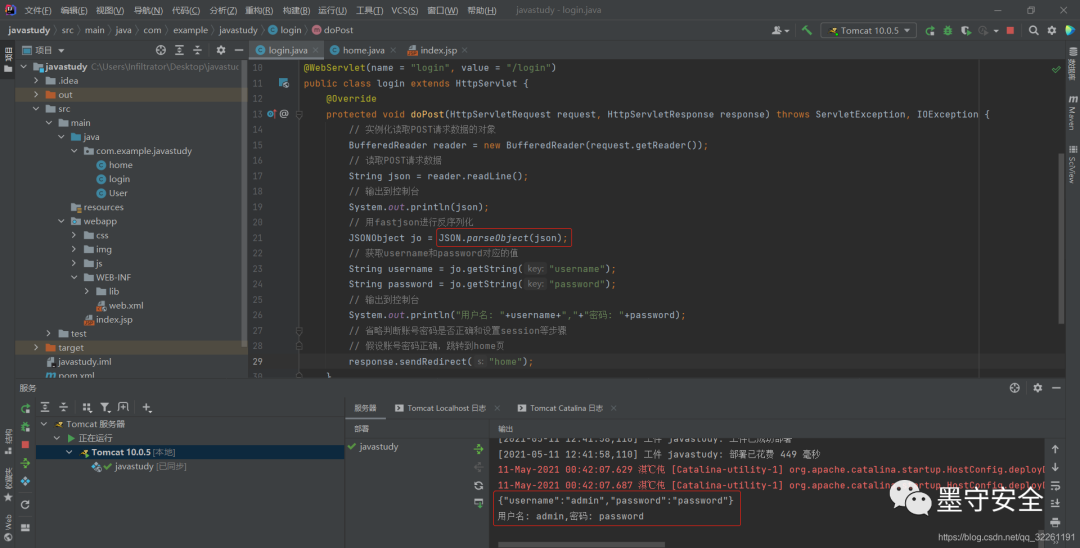 文件(F) 编辑(E) 视图(V) 导航(N) 代码(C) 分析(Z) 重构(R) 构建(B) 运行(U) 工具(T) VCS(S) 窗口(W) 帮助(H) javastudy - login.java
javastudy src main java com example javastudy login doPost
Tomcat 10.0.5
项目
login.java home.java index.jsp
javastudy C:\Users\Infiltrator\Desktop\javastud
.idea
out
src
main
java
com.example.javastudy
home
login
User
resources
webapp
css
img
js
WEB-INF
lib
web.xml
index.jsp
test
target
javastudy.iml
pom.xml
10 @WebServlet(name = "login", value = "/login")
11 public class login extends HttpServlet {
12 @Override
13 protected void doPost(HttpServletRequest request, HttpServletResponse response) throws ServletException, IOException {
14 // 实例化读取POST请求数据的对象
15 BufferedReader reader = new BufferedReader(request.getReader());
16 // 读取POST请求数据
17 String json = reader.readLine();
18 // 输出到控制台
19 System.out.println(json);
20 // 用fastjson进行反序列化
21 JSONObject jo = JSON.parseObject(json);
22 // 获取username和password对应的值
23 String username = jo.getString( key: "username");
24 String password = jo.getString( key: "password");
25 // 输出到控制台
26 System.out.println("用户名: "+username+","+"密码: "+password);
27 // 省略判断账号密码是否正确和设置session等步骤
28 // 假设账号密码正确，跳转到home页
29 response.sendRedirect( s: "home");
30 }
数据库
Maven
SciView
结构
收藏夹
Web
服务
Tomcat 服务器
正在运行
Tomcat 10.0.5 [本地]
javastudy [已同步]
服务器 Tomcat Localhost 日志 Tomcat Catalina 日志
部署
javastudy
输出
[2021-05-11 12:41:58,110] 工件 javastudy: 工件已成功部署
[2021-05-11 12:41:58,110] 工件 javastudy: 部署已花费 449 毫秒
11-May-2021 00:42:07.629 [Catalina-utility-1] org.apache.catalina.startup.HostConfig.deployD
11-May-2021 00:42:07.687 [Catalina-utility-1] org.apache.catalina.startup.HostConfig.deployD
{"username":"admin","password":"password"}
用户名: admin,密码: password
墨守安全
https://blog.csdn.net/qq_32261191